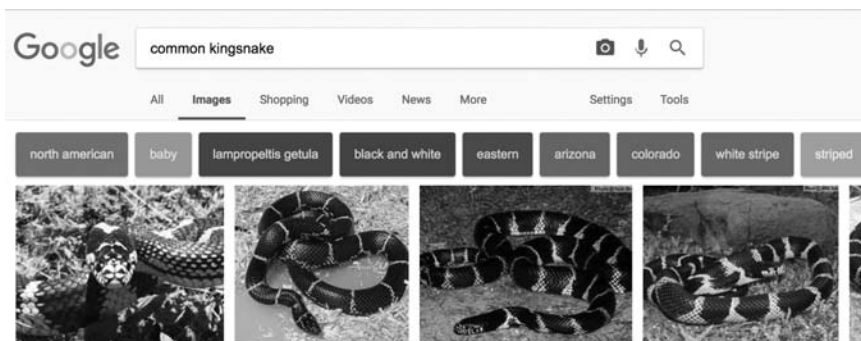 Google common kingsnake
All Images Shopping Videos News More Settings Tools
north american baby lampropeltis getula black and white eastern arizona colorado white stripe striped